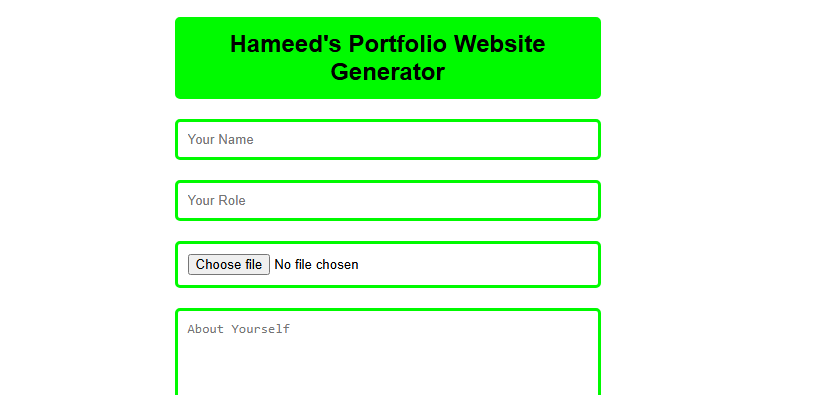 Hameed's Portfolio Website
Generator
Your Name
Your Role
Choose file No file chosen
About Yourself